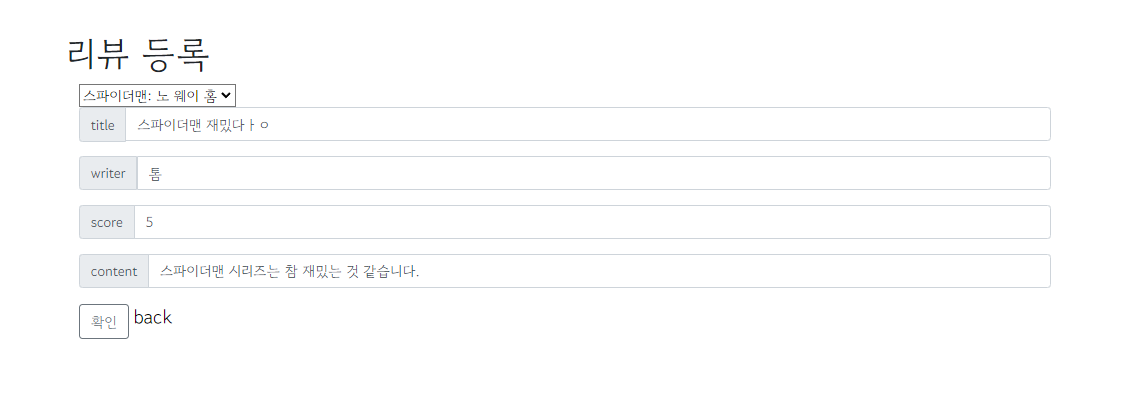 리뷰 등록
스파이더맨: 노 웨이 홈
title 스파이더맨 재밌다ㅏㅇ
writer 톰
score 5
content 스파이더맨 시리즈는 참 재밌는 것 같습니다.
확인 back